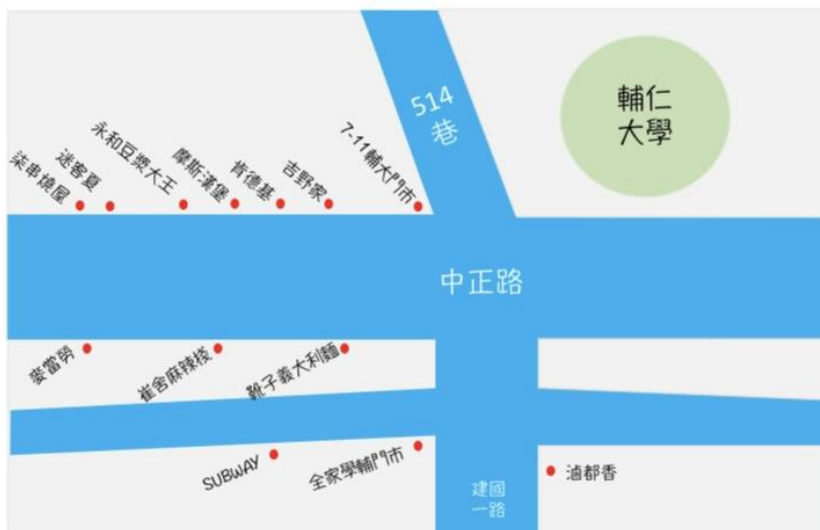 514
巷
輔仁
大學
柒串燒屋
迷客夏
永和豆漿大王
摩斯漢堡
肯德基
吉野家
7-11輔大門市
中正路
麥當勞
崔舍麻辣棧
靴子義大利麵
SUBWAY
全家學輔門市
建國
一路
滷都香